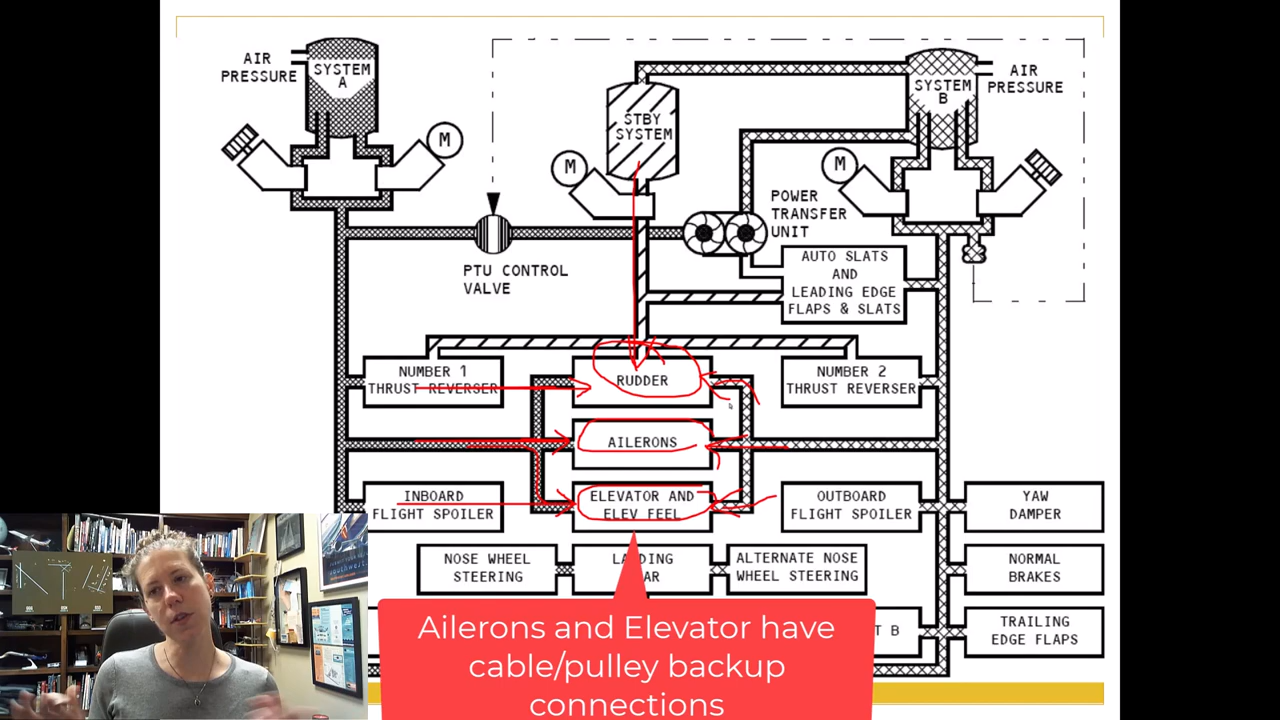 AIR
PRESSURE
SYSTEM
A
M
STBY
SYSTEM
M
M
SYSTEM
B
AIR
PRESSURE
POWER
TRANSFER
UNIT
PTU CONTROL
VALVE
AUTO SLATS
AND
LEADING EDGE
FLAPS & SLATS
NUMBER 1
THRUST REVERSER
RUDDER
NUMBER 2
THRUST REVERSER
AILERONS
INBOARD
FLIGHT SPOILER
ELEVATOR AND
ELEV FEEL
OUTBOARD
FLIGHT SPOILER
YAW
DAMPER
NOSE WHEEL
STEERING
ALTERNATE NOSE
WHEEL STEERING
NORMAL
BRAKES
T B
TRAILING
EDGE FLAPS
Ailerons and Elevator have
cable/pulley backup
connections